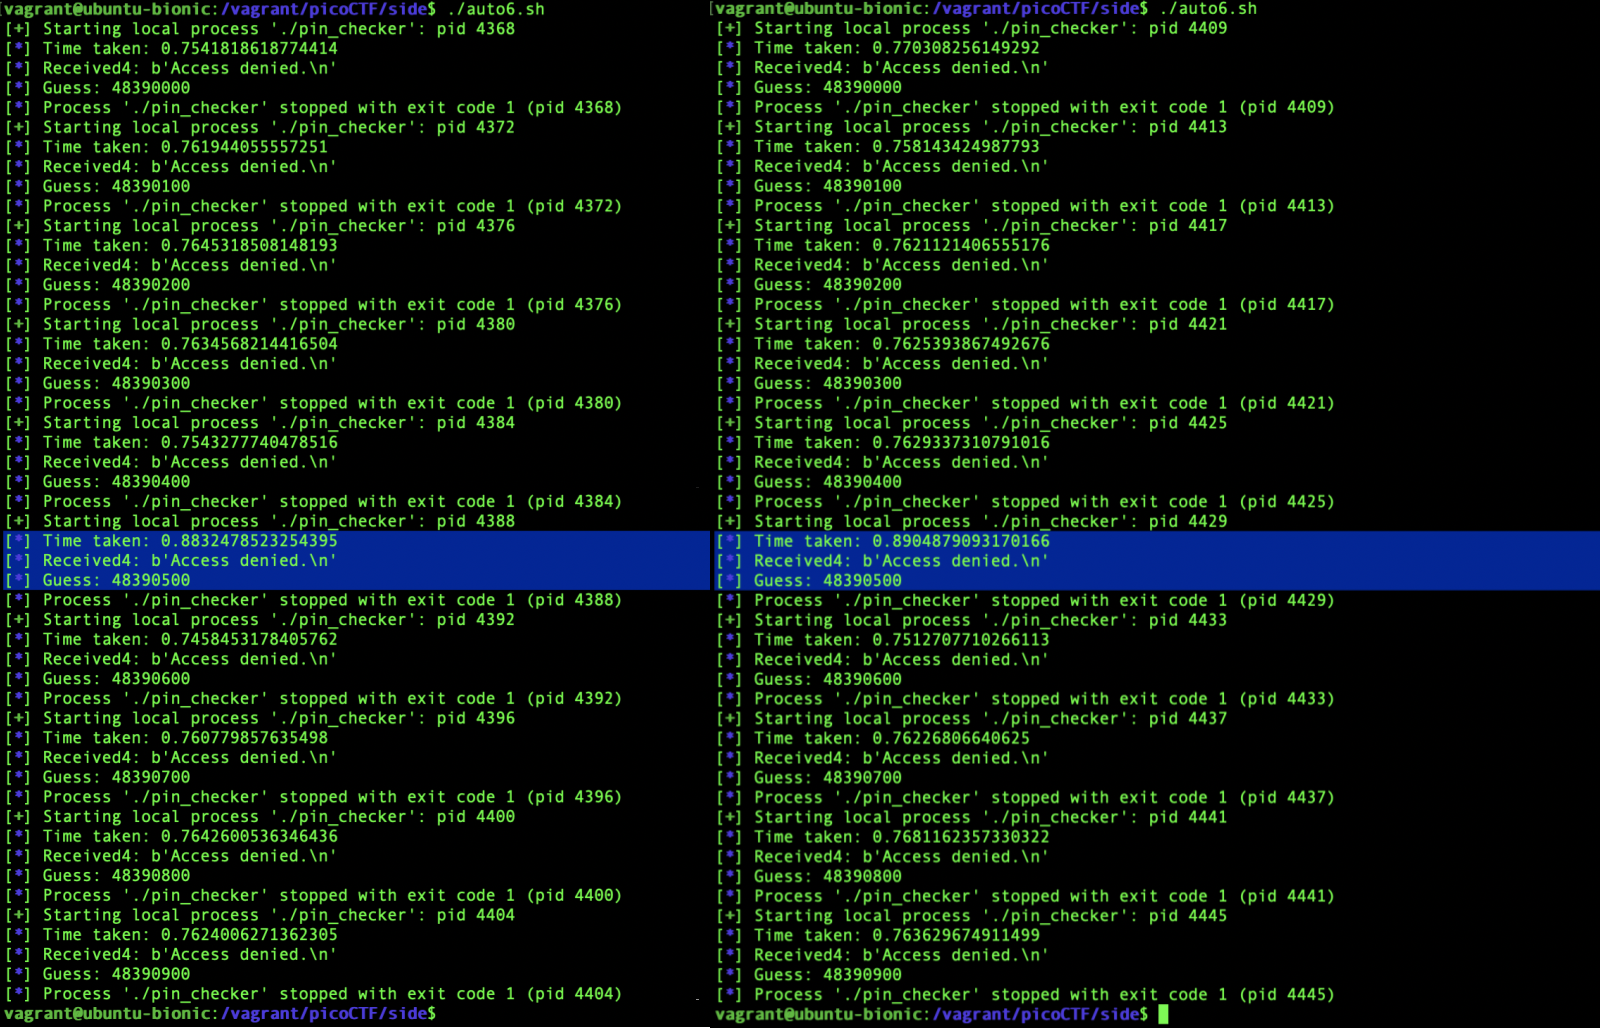 vagrant@ubuntu-bionic:/vagrant/picoCTF/side$ ./auto6.sh
[+] Starting local process './pin_checker': pid 4368
[*] Time taken: 0.7541818618774414
[*] Received4: b'Access denied.\n'
[*] Guess: 48390000
[*] Process './pin_checker' stopped with exit code 1 (pid 4368)
[+] Starting local process './pin_checker': pid 4372
[*] Time taken: 0.761944055557251
[*] Received4: b'Access denied.\n'
[*] Guess: 48390100
[*] Process './pin_checker' stopped with exit code 1 (pid 4372)
[+] Starting local process './pin_checker': pid 4376
[*] Time taken: 0.7645318508148193
[*] Received4: b'Access denied.\n'
[*] Guess: 48390200
[*] Process './pin_checker' stopped with exit code 1 (pid 4376)
[+] Starting local process './pin_checker': pid 4380
[*] Time taken: 0.7634568214416504
[*] Received4: b'Access denied.\n'
[*] Guess: 48390300
[*] Process './pin_checker' stopped with exit code 1 (pid 4380)
[+] Starting local process './pin_checker': pid 4384
[*] Time taken: 0.7543277740478516
[*] Received4: b'Access denied.\n'
[*] Guess: 48390400
[*] Process './pin_checker' stopped with exit code 1 (pid 4384)
[+] Starting local process './pin_checker': pid 4388
[*] Time taken: 0.8832478523254395
[*] Received4: b'Access denied.\n'
[*] Guess: 48390500
[*] Process './pin_checker' stopped with exit code 1 (pid 4388)
[+] Starting local process './pin_checker': pid 4392
[*] Time taken: 0.7458453178405762
[*] Received4: b'Access denied.\n'
[*] Guess: 48390600
[*] Process './pin_checker' stopped with exit code 1 (pid 4392)
[+] Starting local process './pin_checker': pid 4396
[*] Time taken: 0.760779857635498
[*] Received4: b'Access denied.\n'
[*] Guess: 48390700
[*] Process './pin_checker' stopped with exit code 1 (pid 4396)
[+] Starting local process './pin_checker': pid 4400
[*] Time taken: 0.7642600536346436
[*] Received4: b'Access denied.\n'
[*] Guess: 48390800
[*] Process './pin_checker' stopped with exit code 1 (pid 4400)
[+] Starting local process './pin_checker': pid 4404
[*] Time taken: 0.7624006271362305
[*] Received4: b'Access denied.\n'
[*] Guess: 48390900
[*] Process './pin_checker' stopped with exit code 1 (pid 4404)
vagrant@ubuntu-bionic:/vagrant/picoCTF/side$
vagrant@ubuntu-bionic:/vagrant/picoCTF/side$ ./auto6.sh
[+] Starting local process './pin_checker': pid 4409
[*] Time taken: 0.770308256149292
[*] Received4: b'Access denied.\n'
[*] Guess: 48390000
[*] Process './pin_checker' stopped with exit code 1 (pid 4409)
[+] Starting local process './pin_checker': pid 4413
[*] Time taken: 0.758143424987793
[*] Received4: b'Access denied.\n'
[*] Guess: 48390100
[*] Process './pin_checker' stopped with exit code 1 (pid 4413)
[+] Starting local process './pin_checker': pid 4417
[*] Time taken: 0.7621121406555176
[*] Received4: b'Access denied.\n'
[*] Guess: 48390200
[*] Process './pin_checker' stopped with exit code 1 (pid 4417)
[+] Starting local process './pin_checker': pid 4421
[*] Time taken: 0.7625393867492676
[*] Received4: b'Access denied.\n'
[*] Guess: 48390300
[*] Process './pin_checker' stopped with exit code 1 (pid 4421)
[+] Starting local process './pin_checker': pid 4425
[*] Time taken: 0.7629337310791016
[*] Received4: b'Access denied.\n'
[*] Guess: 48390400
[*] Process './pin_checker' stopped with exit code 1 (pid 4425)
[+] Starting local process './pin_checker': pid 4429
[*] Time taken: 0.8904879093170166
[*] Received4: b'Access denied.\n'
[*] Guess: 48390500
[*] Process './pin_checker' stopped with exit code 1 (pid 4429)
[+] Starting local process './pin_checker': pid 4433
[*] Time taken: 0.7512707710266113
[*] Received4: b'Access denied.\n'
[*] Guess: 48390600
[*] Process './pin_checker' stopped with exit code 1 (pid 4433)
[+] Starting local process './pin_checker': pid 4437
[*] Time taken: 0.76226806640625
[*] Received4: b'Access denied.\n'
[*] Guess: 48390700
[*] Process './pin_checker' stopped with exit code 1 (pid 4437)
[+] Starting local process './pin_checker': pid 4441
[*] Time taken: 0.7681162357330322
[*] Received4: b'Access denied.\n'
[*] Guess: 48390800
[*] Process './pin_checker' stopped with exit code 1 (pid 4441)
[+] Starting local process './pin_checker': pid 4445
[*] Time taken: 0.763629674911499
[*] Received4: b'Access denied.\n'
[*] Guess: 48390900
[*] Process './pin_checker' stopped with exit code 1 (pid 4445)
vagrant@ubuntu-bionic:/vagrant/picoCTF/side$